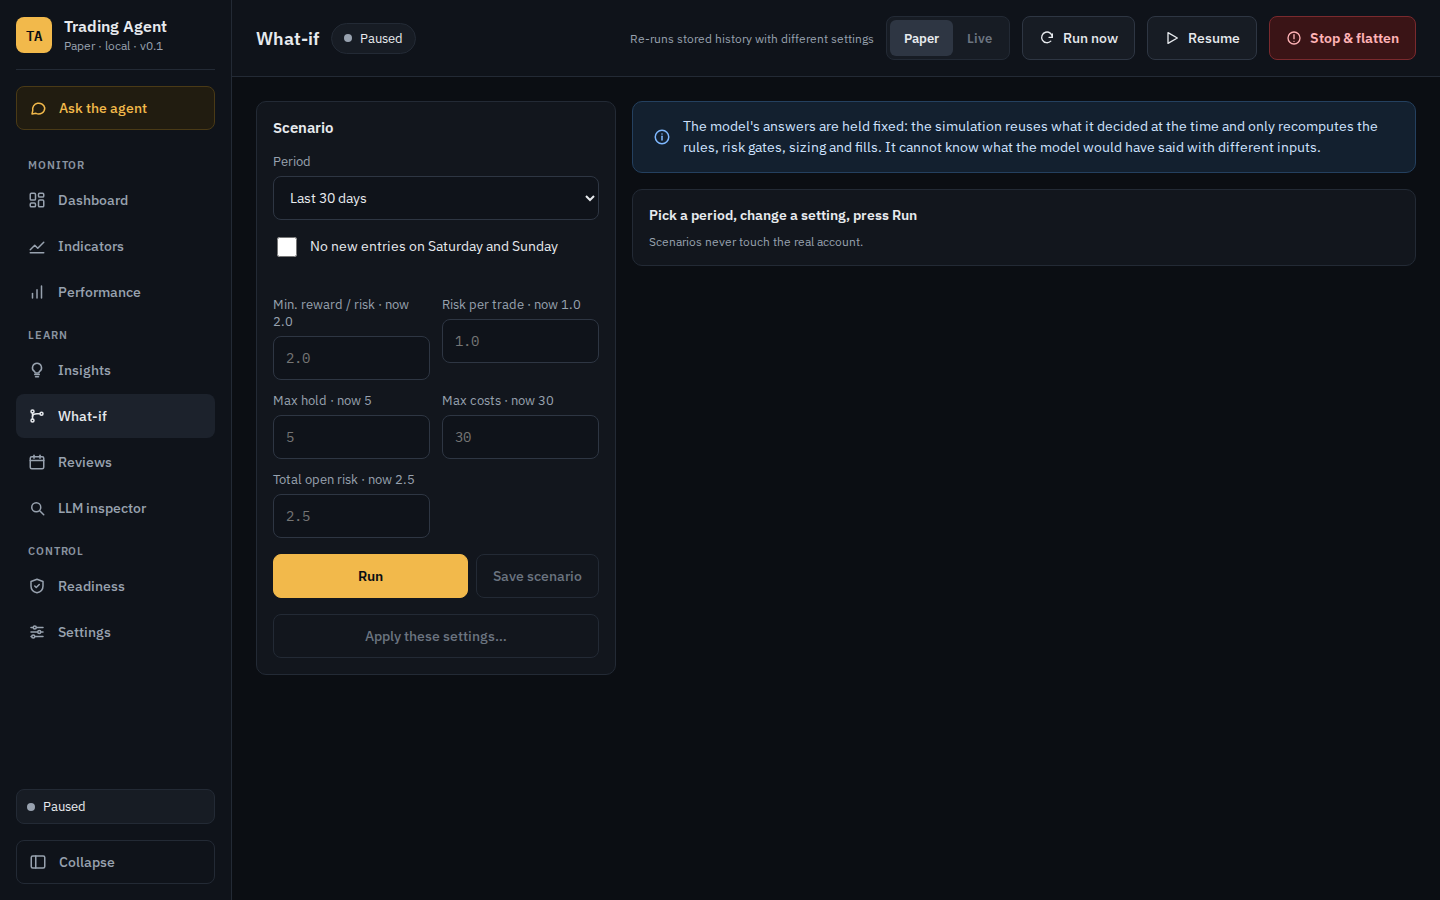 TA
Trading Agent
Paper · local · v0.1
Ask the agent
MONITOR
Dashboard
Indicators
Performance
LEARN
Insights
What-if
Reviews
LLM inspector
CONTROL
Readiness
Settings
Paused
Collapse
What-if
Paused
Re-runs stored history with different settings
Paper
Live
Run now
Resume
Stop & flatten
Scenario
Period
Last 30 days
No new entries on Saturday and Sunday
Min. reward / risk · now
2.0
2.0
Risk per trade · now 1.0
1.0
Max hold · now 5
5
Max costs · now 30
30
Total open risk · now 2.5
2.5
Run
Save scenario
Apply these settings...
The model's answers are held fixed: the simulation reuses what it decided at the time and only recomputes the
rules, risk gates, sizing and fills. It cannot know what the model would have said with different inputs.
Pick a period, change a setting, press Run
Scenarios never touch the real account.